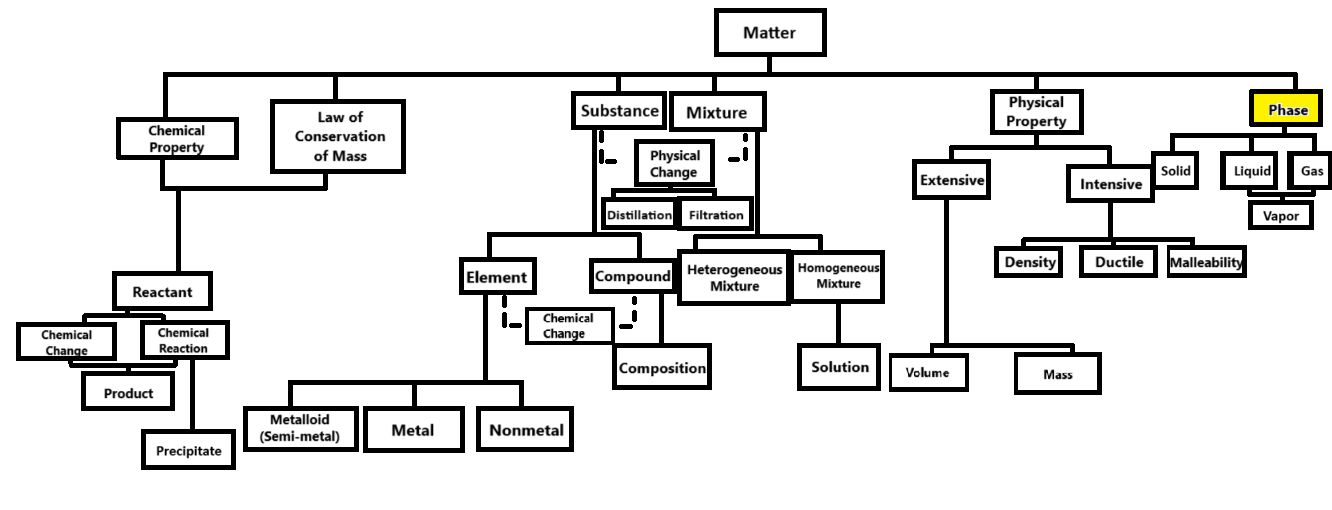 Matter
Chemical
Property
Law of
Conservation
of Mass
Substance
Mixture
Physical
Property
Phase
Physical
Change
Distillation
Filtration
Extensive
Intensive
Solid
Liquid
Gas
Vapor
Density
Ductile
Malleability
Reactant
Element
Compound
Heterogeneous
Mixture
Homogeneous
Mixture
Chemical
Change
Chemical
Reaction
Chemical
Change
Product
Composition
Solution
Volume
Mass
Precipitate
Metalloid
(Semi-metal)
Metal
Nonmetal